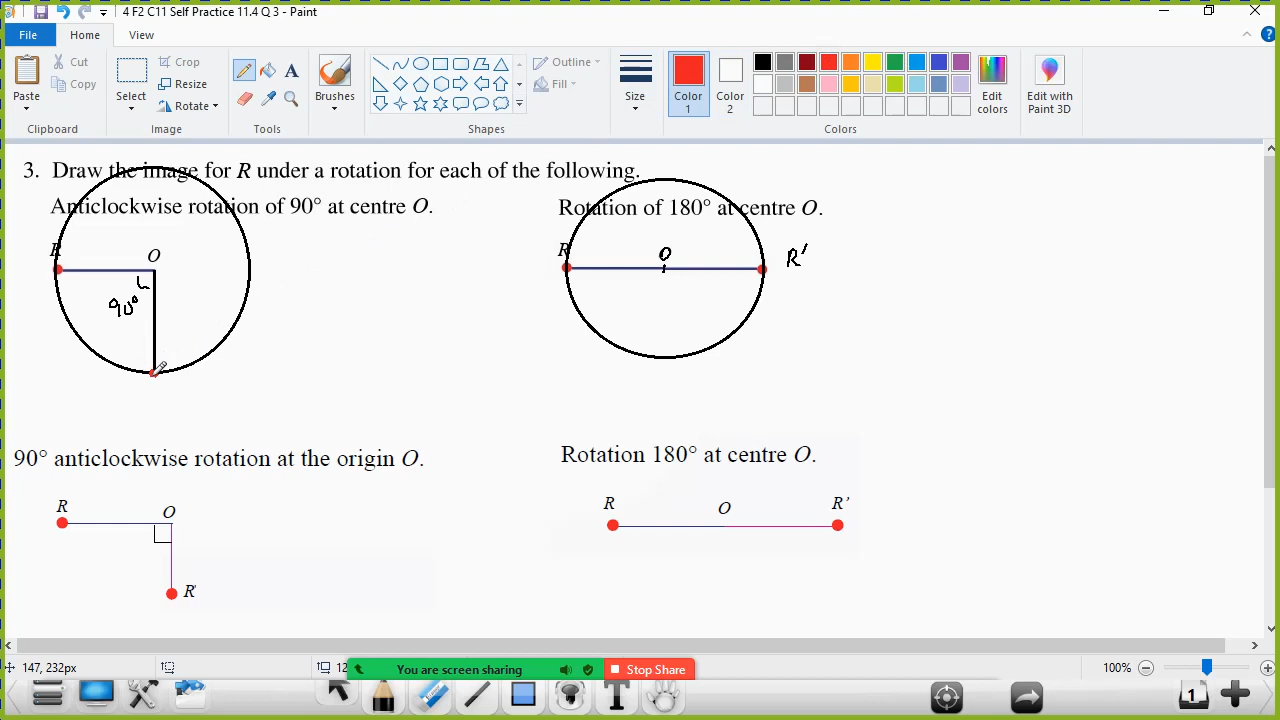 4 F2 C11 Self Practice 11.4 Q 3 - Paint
File
Home
View
Paste
Cut
Copy
Clipboard
Select
Crop
Resize
Rotate
Image
A
Tools
Brushes
Shapes
Outline
Fill
Size
Color 1
Color 2
Edit colors
Colors
Edit with Paint 3D
3. Draw the image for R under a rotation for each of the following.
Anticlockwise rotation of 90° at centre O.
Rotation of 180° at centre O.
R
O
90°
R
O
R'
90° anticlockwise rotation at the origin O.
Rotation 180° at centre O.
R
O
R'
R
O
R’
147, 232px
12
You are screen sharing
Stop Share
100%
T
1